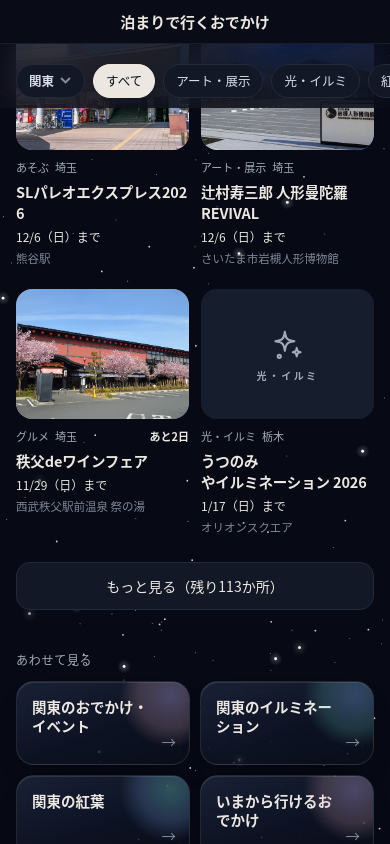 泊まりで行くおでかけ
関東
すべて
アート・展示
光・イルミ
あそぶ 埼玉
アート・展示 埼玉
SLパレオエクスプレス202
6
辻村寿三郎 人形曼陀羅
REVIVAL
12/6（日）まで
12/6（日）まで
熊谷駅
さいたま市岩槻人形博物館
光・イルミ
グルメ 埼玉
あと2日
光・イルミ 栃木
秩父deワインフェア
うつのみ
やイルミネーション 2026
11/29（日）まで
1/17（日）まで
西武秩父駅前温泉 祭の湯
オリオンスクエア
もっと見る（残り113か所）
あわせて見る
関東のおでかけ・
イベント
→
関東のイルミネー
ション
→
関東の紅葉
→
いまから行けるお
でかけ
→